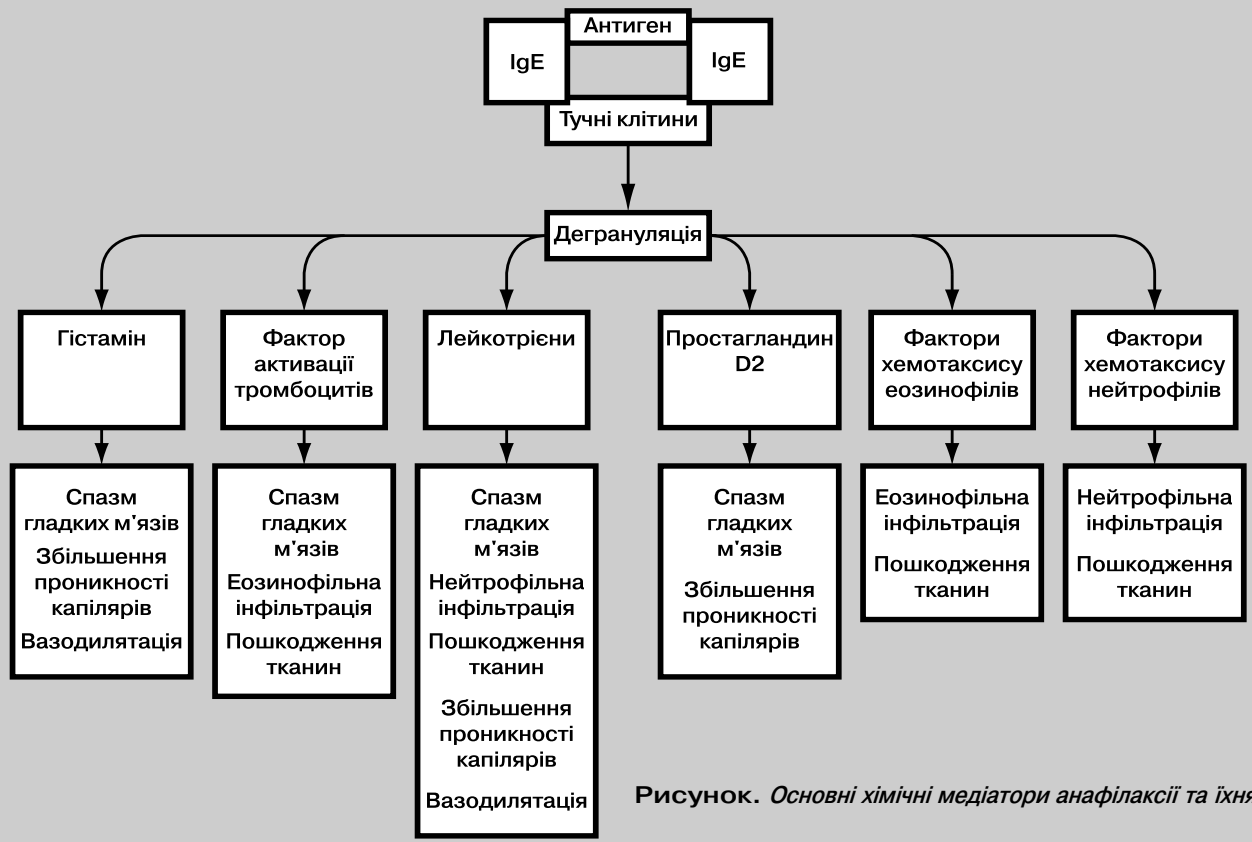 Антиген
IgE
IgE
Тучні клітини
Дегрануляція
Гістамін
Фактор
активації
тромбоцитів
Лейкотрієни
Простагландин
D2
Фактори
хемотаксису
еозинофілів
Фактори
хемотаксису
нейтрофілів
Спазм
гладких м'язів
Збільшення
проникності
капілярів
Вазодилятація
Спазм
гладких
м'язів
Еозинофільна
інфільтрація
Пошкодження
тканин
Спазм
гладких
м'язів
Нейтрофільна
інфільтрація
Пошкодження
тканин
Збільшення
проникності
капілярів
Вазодилятація
Спазм
гладких
м'язів
Збільшення
проникності
капілярів
Еозинофільна
інфільтрація
Пошкодження
тканин
Нейтрофільна
інфільтрація
Пошкодження
тканин
Рисунок. Основні хімічні медіатори анафілаксії та їхня